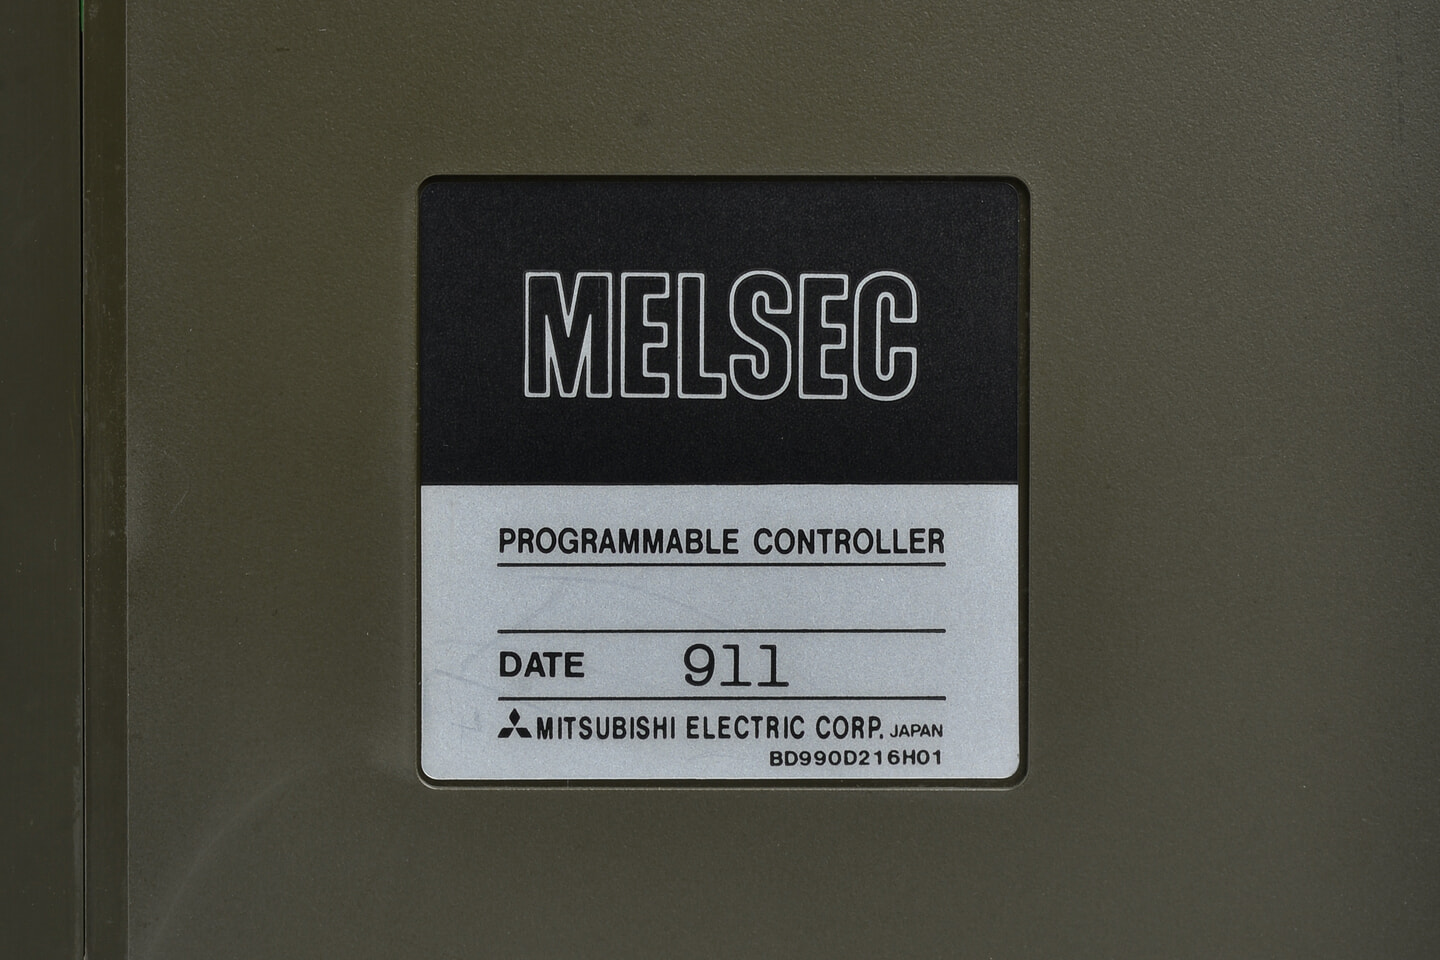 MELSEC
PROGRAMMABLE CONTROLLER
DATE 911
MITSUBISHI ELECTRIC CORP. JAPAN
BD990D216H01